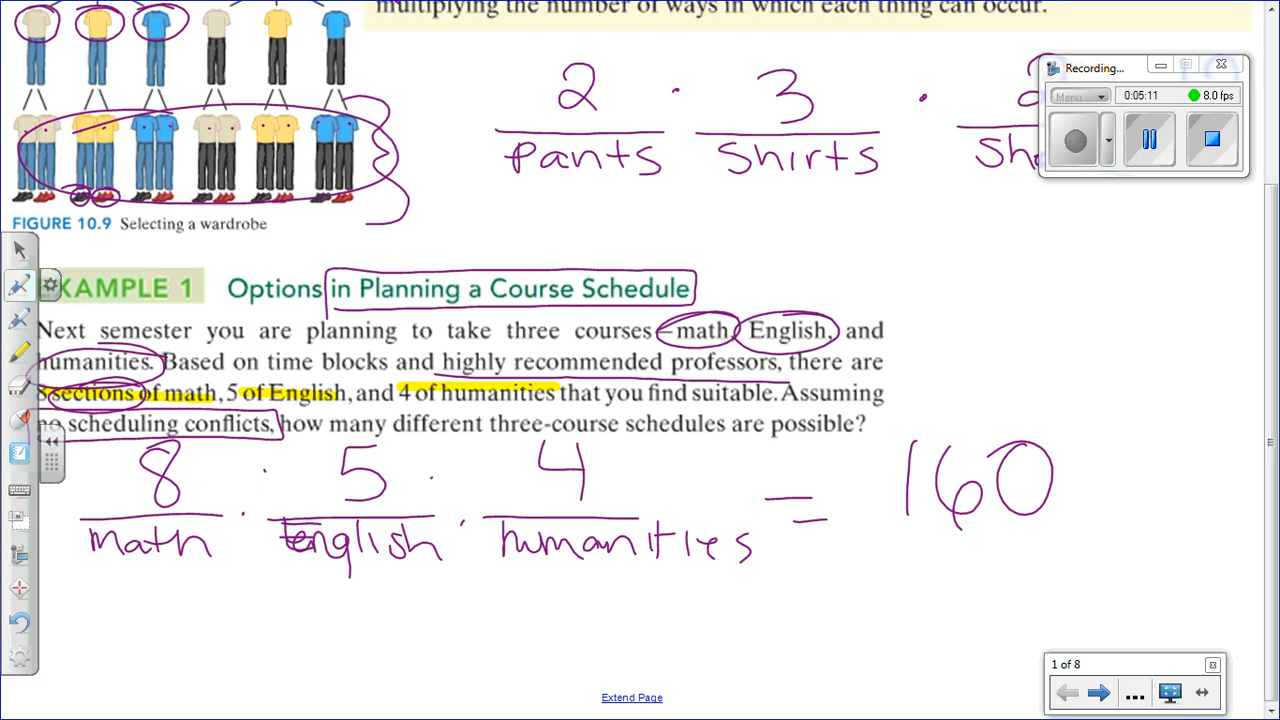 multiplying the number of ways in which each thing can occur.
2 · 3 ·
pants shirts
Recording...
Menu
0:05:11
8.0 fps
FIGURE 10.9 Selecting a wardrobe
EXAMPLE 1 Options in Planning a Course Schedule
Next semester you are planning to take three courses—math, English, and
humanities. Based on time blocks and highly recommended professors, there are
8 sections of math, 5 of English, and 4 of humanities that you find suitable. Assuming
no scheduling conflicts, how many different three-course schedules are possible?
8 · 5 · 4 = 160
math · english · humanities
1 of 8
Extend Page